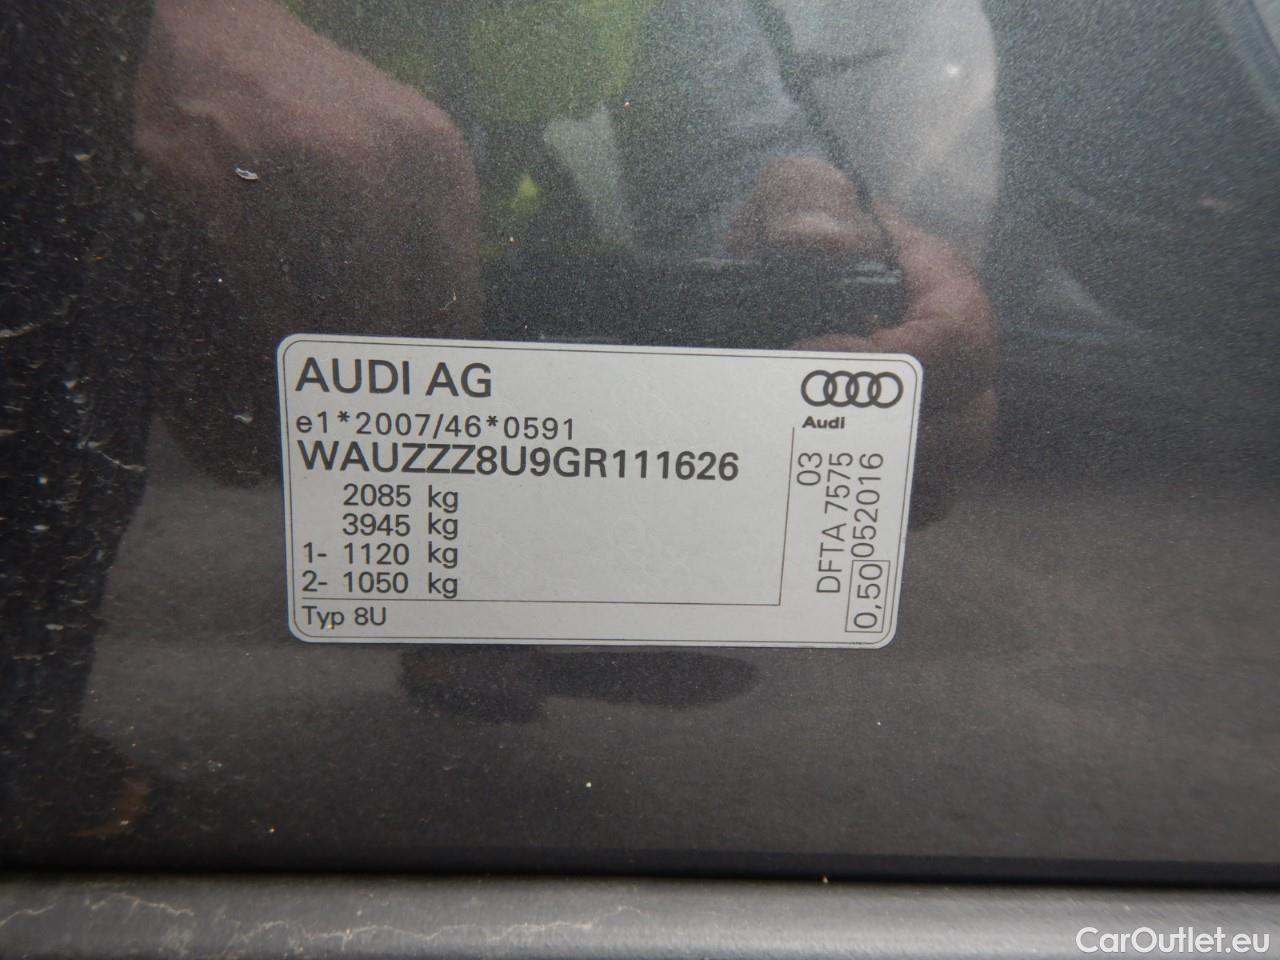 AUDI AG
e1*2007/46*0591
WAUZZZ8U9GR111626
2085 kg
3945 kg
1- 1120 kg
2- 1050 kg
Typ 8U
Audi
03
DFTA 7575
0,50 052016
CarOutlet.eu